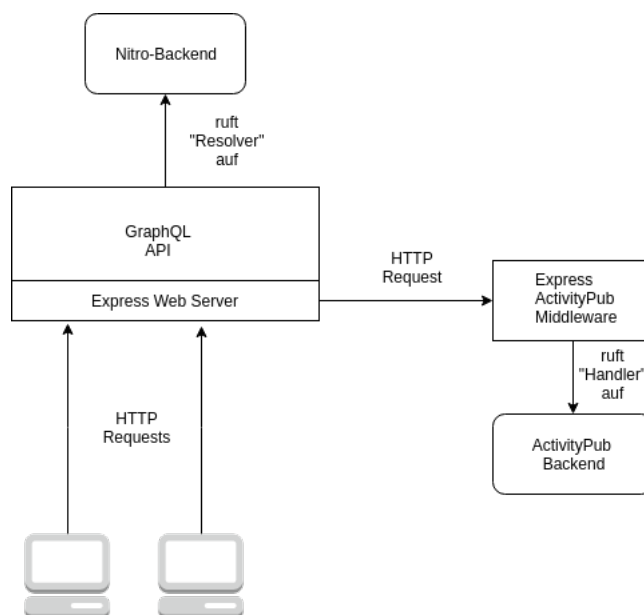 Nitro-Backend
ruft
"Resolver"
auf
GraphQL
API
Express Web Server
HTTP
Request
Express
ActivityPub
Middleware
ruft
"Handler"
auf
HTTP
Requests
ActivityPub
Backend